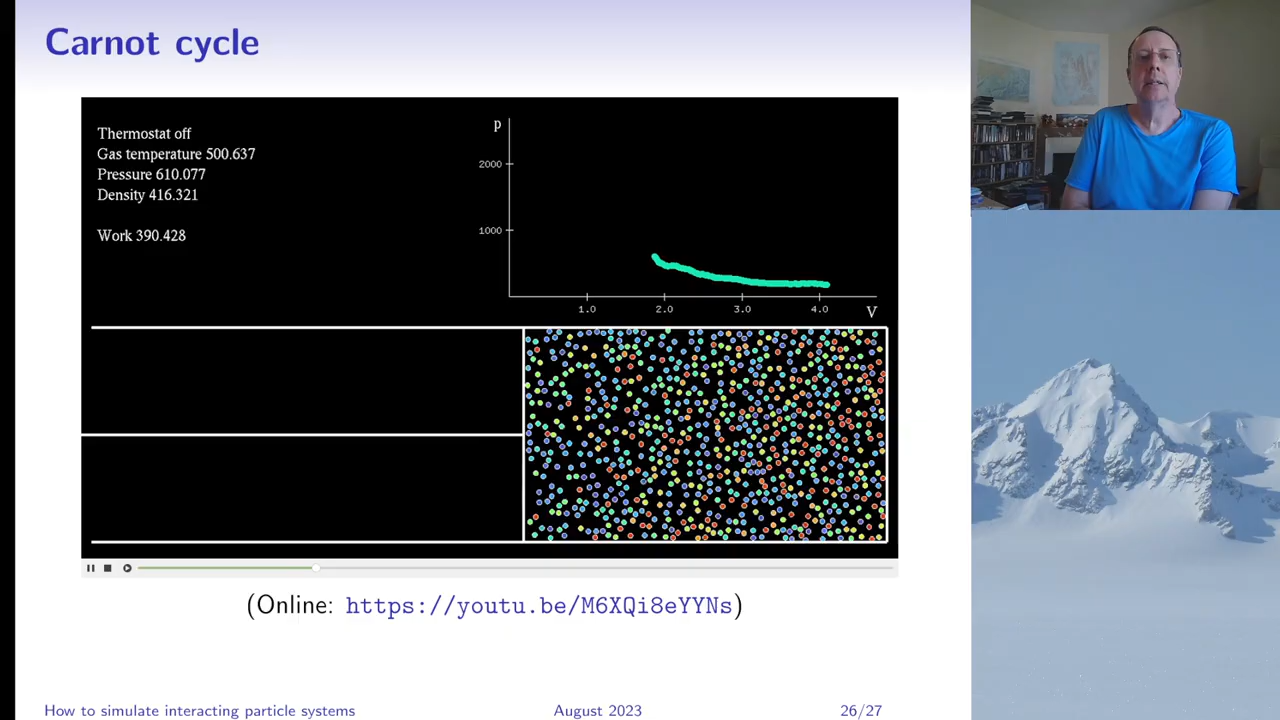 Carnot cycle
Thermostat off
Gas temperature 500.637
Pressure 610.077
Density 416.321
Work 390.428
p
2000
1000
1.0 2.0 3.0 4.0 V
(Online: https://youtu.be/M6XQi8eYYNs)
How to simulate interacting particle systems August 2023 26/27